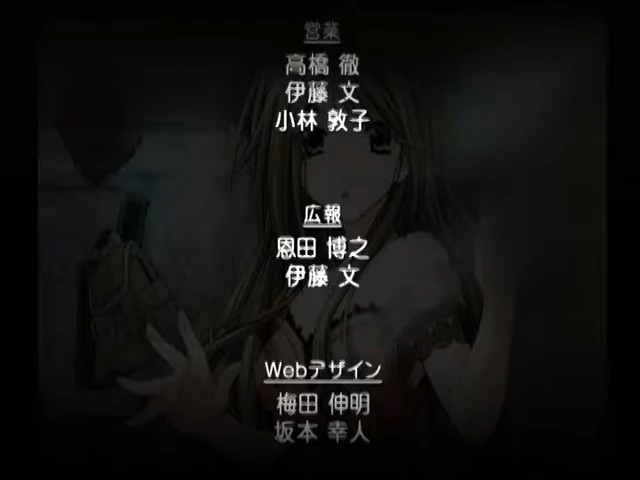 営業
高橋 徹
伊藤 文
小林 敦子
広報
恩田 博之
伊藤 文
Webデザイン
梅田 伸明
坂本 幸人